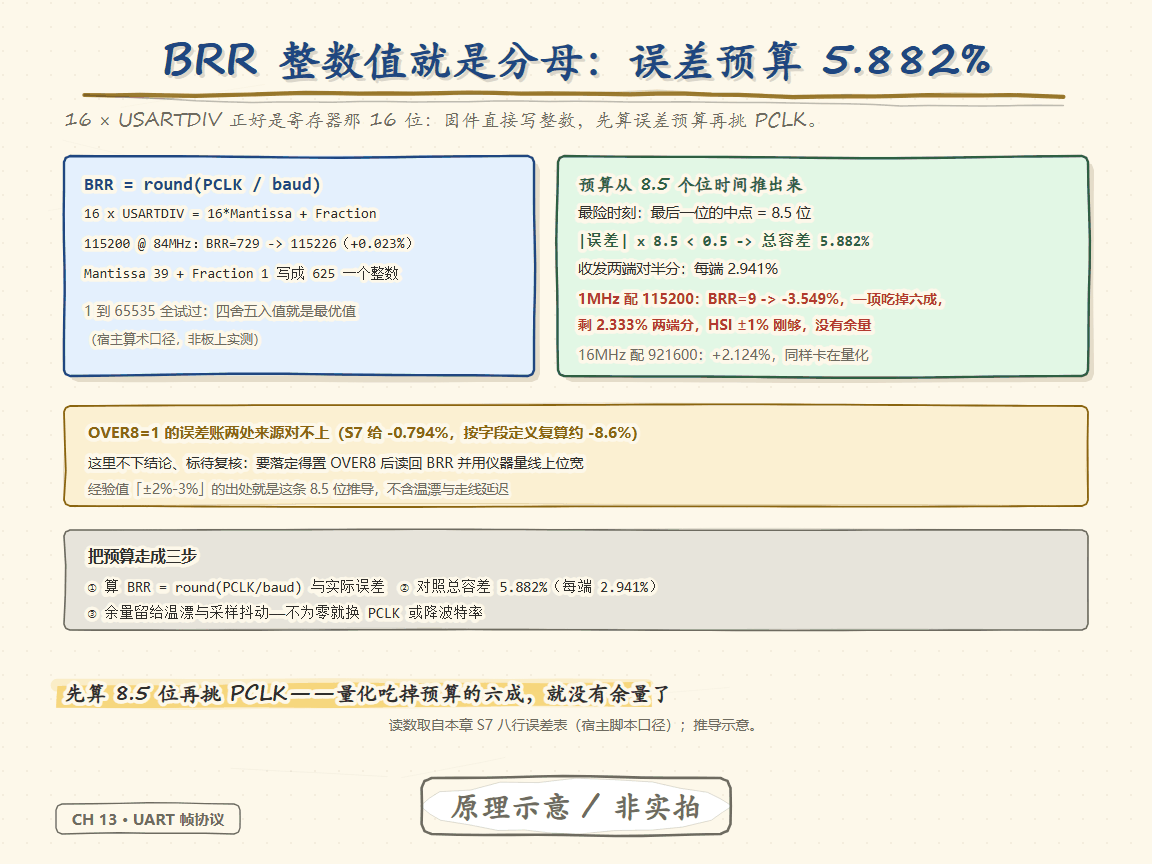 BRR 整数值就是分母：误差预算 5.882%
16 × USARTDIV 正好是寄存器那 16 位：固件直接写整数，先算误差预算再挑 PCLK。
BRR = round(PCLK / baud)
16 x USARTDIV = 16*Mantissa + Fraction
115200 @ 84MHz：BRR=729 -> 115226（+0.023%）
Mantissa 39 + Fraction 1 写成 625 一个整数
1 到 65535 全试过：四舍五入值就是最优值
（宿主算术口径，非板上实测）
预算从 8.5 个位时间推出来
最险时刻：最后一位的中点 = 8.5 位
|误差| x 8.5 < 0.5 -> 总容差 5.882%
收发两端对半分：每端 2.941%
1MHz 配 115200：BRR=9 -> -3.549%，一项吃掉六成，
剩 2.333% 两端分，HSI ±1% 刚够，没有余量
16MHz 配 921600：+2.124%，同样卡在量化
OVER8=1 的误差账两处来源对不上（S7 给 -0.794%，按字段定义复算约 -8.6%）
这里不下结论、标待复核：要落定得置 OVER8 后读回 BRR 并用仪器量线上位宽
经验值「±2%-3%」的出处就是这条 8.5 位推导，不含温漂与走线延迟
把预算走成三步
① 算 BRR = round(PCLK/baud) 与实际误差 ② 对照总容差 5.882%（每端 2.941%）
③ 余量留给温漂与采样抖动—不为零就换 PCLK 或降波特率
先算 8.5 位再挑 PCLK——量化吃掉预算的六成，就没有余量了
读数取自本章 S7 八行误差表（宿主脚本口径）；推导示意。
原理示意 / 非实拍
CH 13 • UART 帧协议